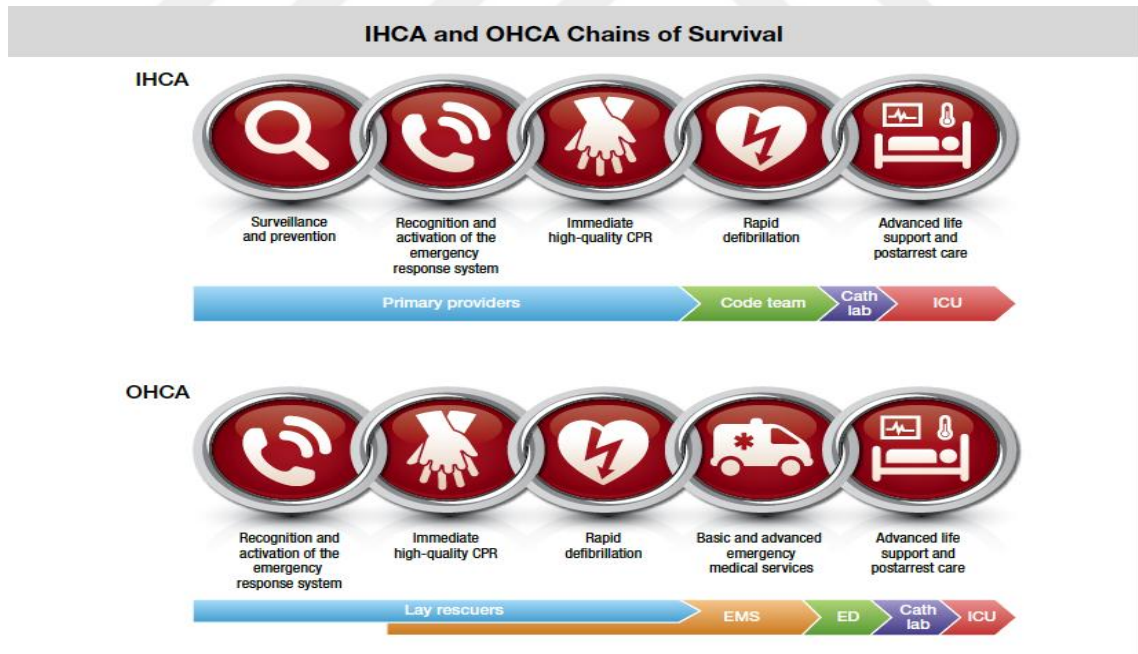 IHCA and OHCA Chains of Survival
IHCA
Surveillance
and prevention
Recognition and
activation of the
emergency
response system
Immediate
high-quality CPR
Rapid
defibrillation
Advanced life
support and
postarrest care
Primary providers
Code team
Cath
lab
ICU
OHCA
Recognition and
activation of the
emergency
response system
Immediate
high-quality CPR
Rapid
defibrillation
Basic and advanced
emergency
medical services
Advanced life
support and
postarrest care
Lay rescuers
EMS
ED
Cath
lab
ICU